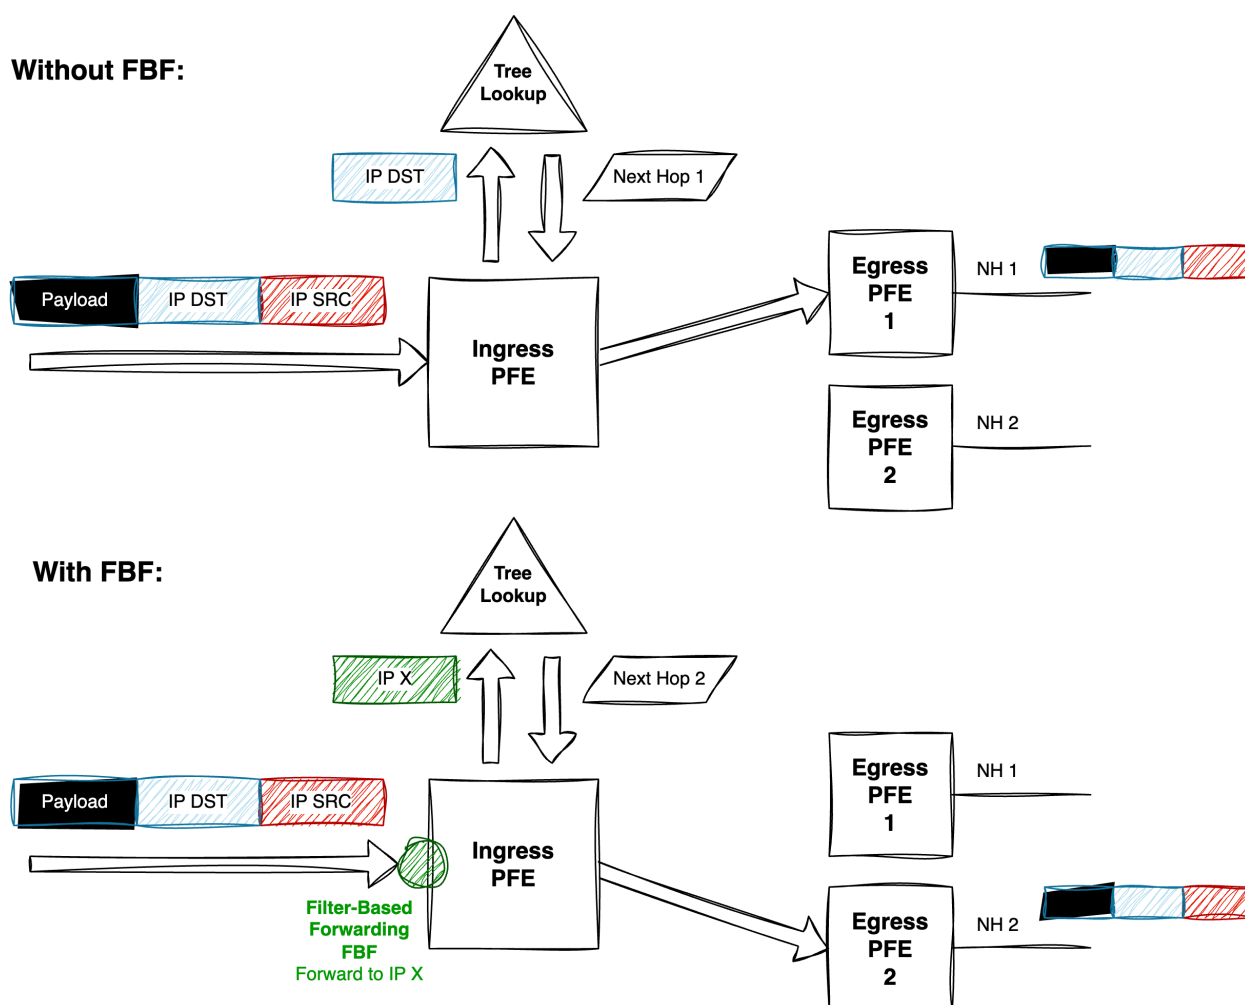 Without FBF:
Tree
Lookup
IP DST
Next Hop 1
Payload
IP DST
IP SRC
Ingress
PFE
Egress
PFE
1
NH 1
Egress
PFE
2
NH 2
With FBF:
Tree
Lookup
IP X
Next Hop 2
Payload
IP DST
IP SRC
Ingress
PFE
Filter-Based
Forwarding
FBF
Forward to IP X
Egress
PFE
1
NH 1
Egress
PFE
2
NH 2